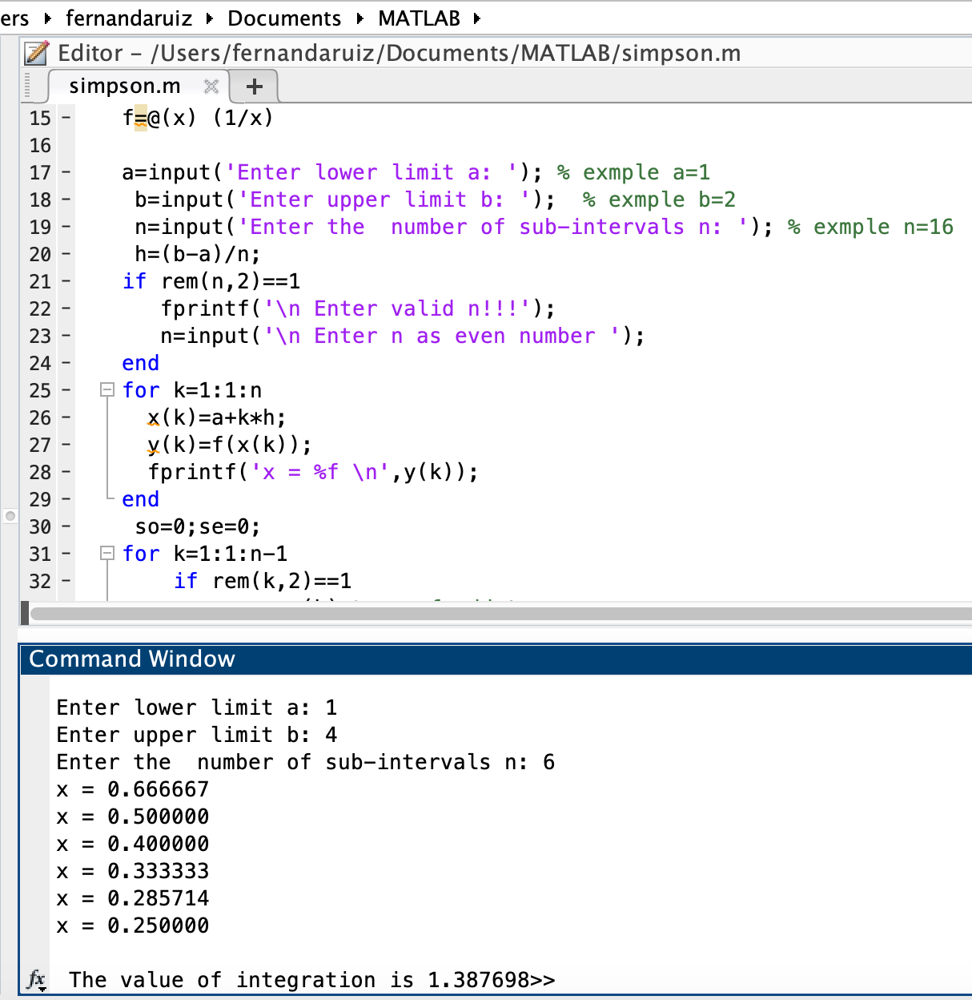 ers ▸ fernandaruiz ▸ Documents ▸ MATLAB ▸
Editor – /Users/fernandaruiz/Documents/MATLAB/simpson.m
simpson.m +
15 – f=@(x) (1/x)
16
17 – a=input('Enter lower limit a: '); % exmple a=1
18 – b=input('Enter upper limit b: ');  % exmple b=2
19 – n=input('Enter the  number of sub-intervals n: '); % exmple n=16
20 – h=(b-a)/n;
21 – if rem(n,2)==1
22 – fprintf('\n Enter valid n!!!');
23 – n=input('\n Enter n as even number ');
24 – end
25 – for k=1:1:n
26 – x(k)=a+k*h;
27 – y(k)=f(x(k));
28 – fprintf('x = %f \n',y(k));
29 – end
30 – so=0;se=0;
31 – for k=1:1:n-1
32 – if rem(k,2)==1
Command Window
Enter lower limit a: 1
Enter upper limit b: 4
Enter the  number of sub-intervals n: 6
x = 0.666667
x = 0.500000
x = 0.400000
x = 0.333333
x = 0.285714
x = 0.250000
fx The value of integration is 1.387698>>